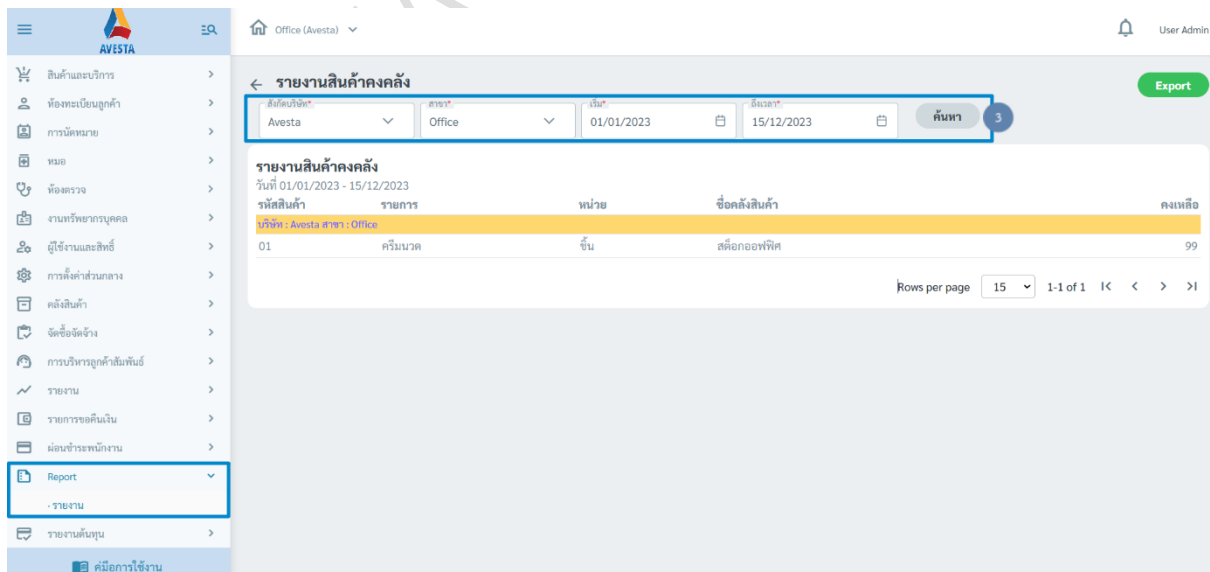 AVESTA
Office (Avesta)
User Admin
สินค้าและบริการ
ห้องทะเบียนลูกค้า
การนัดหมาย
หมอ
ห้องตรวจ
งานทรัพยากรบุคคล
ผู้ใช้งานและสิทธิ์
การตั้งค่าส่วนกลาง
คลังสินค้า
จัดซื้อจัดจ้าง
การบริหารลูกค้าสัมพันธ์
รายงาน
รายการขอคืนเงิน
ผ่อนชำระพนักงาน
Report
- รายงาน
รายงานต้นทุน
คู่มือการใช้งาน
← รายงานสินค้าคงคลัง
Export
สังกัดบริษัท* สาขา* เริ่ม* ถึงเวลา*
Avesta Office 01/01/2023 15/12/2023 ค้นหา 3
รายงานสินค้าคงคลัง
วันที่ 01/01/2023 - 15/12/2023
รหัสสินค้า รายการ หน่วย ชื่อคลังสินค้า คงเหลือ
บริษัท : Avesta สาขา : Office
01 ครีมนวด ชิ้น สต็อกออฟฟิศ 99
Rows per page 15 1-1 of 1